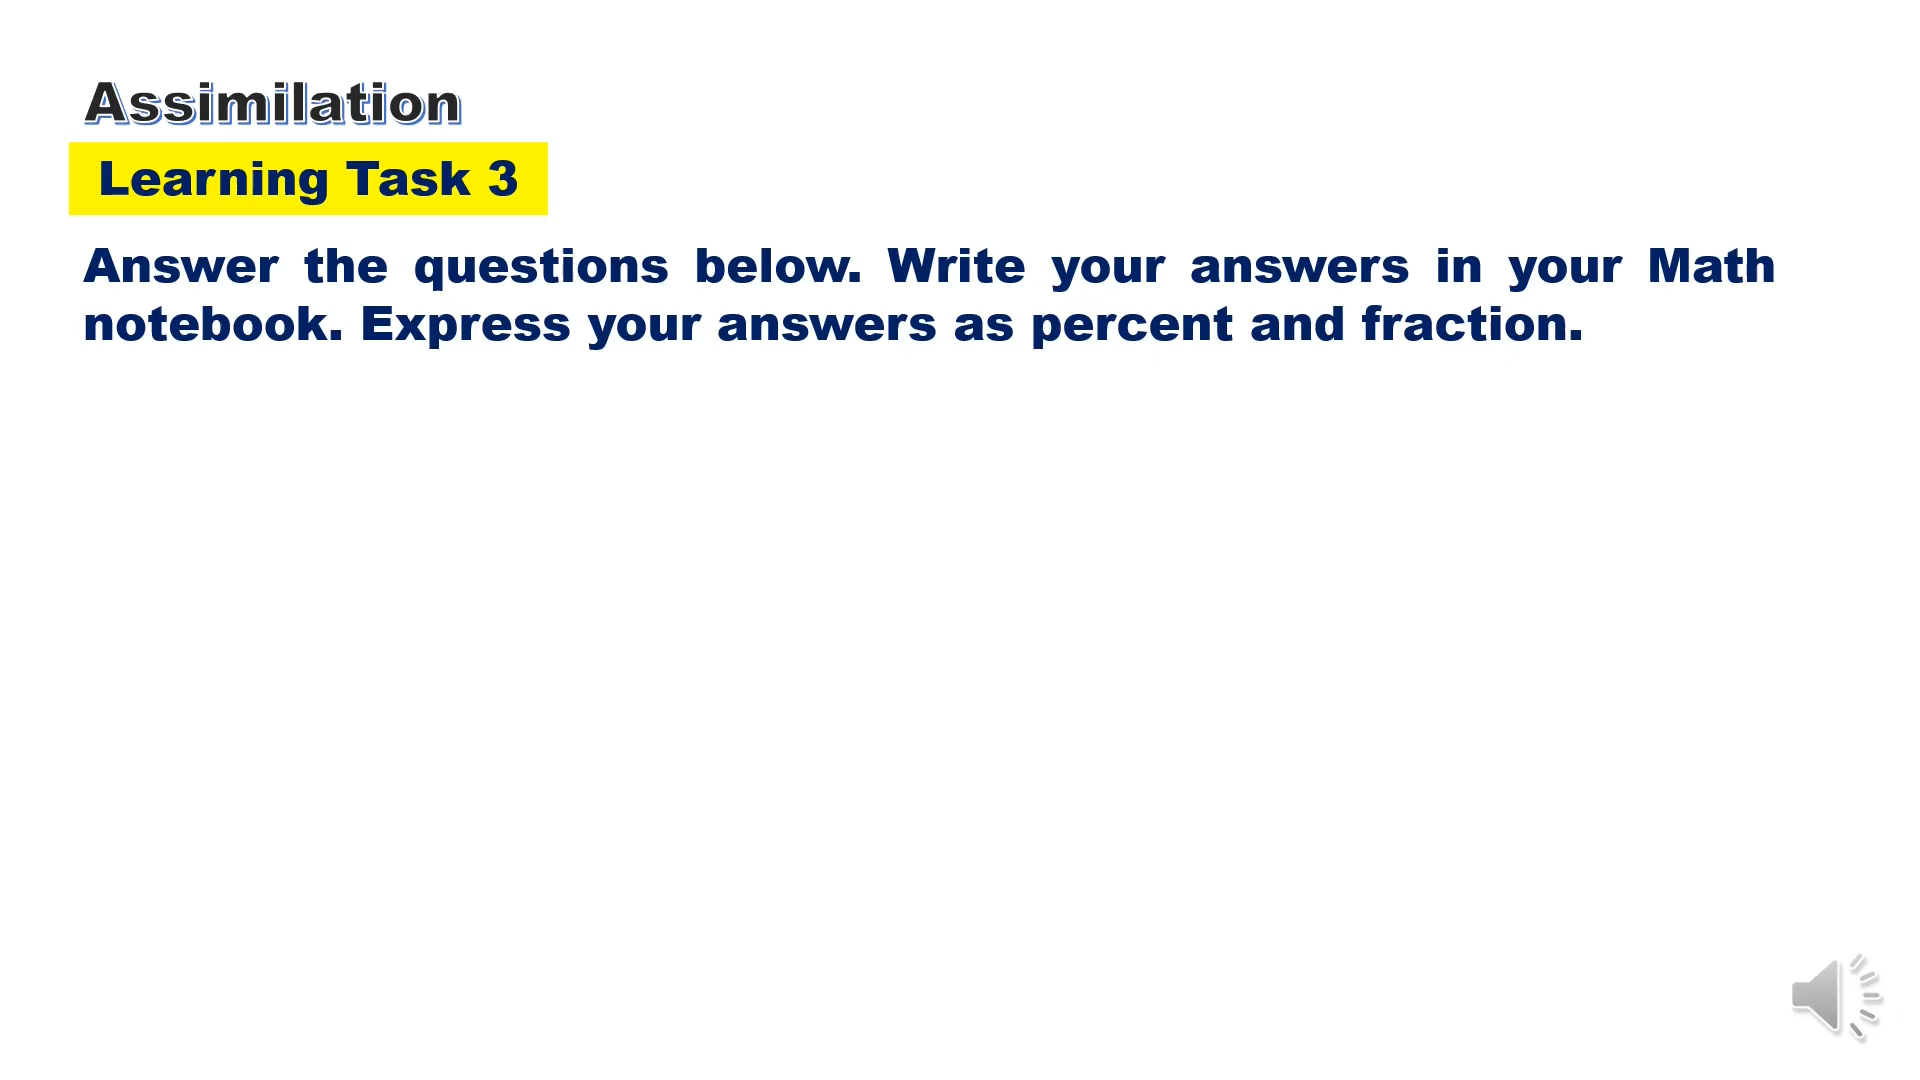 Assimilation
Learning Task 3
Answer the questions below. Write your answers in your Math
notebook. Express your answers as percent and fraction.